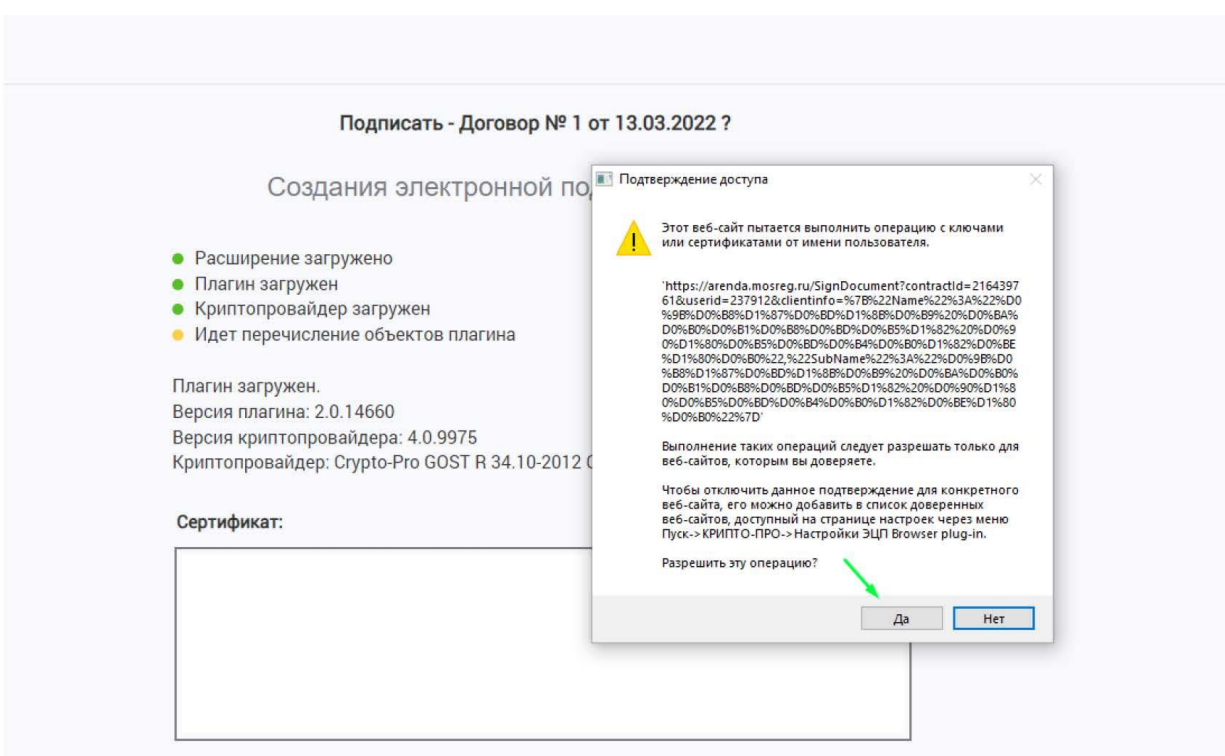 Подписать - Договор № 1 от 13.03.2022 ?
Создания электронной по
Расширение загружено
Плагин загружен
Криптопровайдер загружен
Идет перечисление объектов плагина
Плагин загружен.
Версия плагина: 2.0.14660
Версия криптопровайдера: 4.0.9975
Криптопровайдер: Crypto-Pro GOST R 34.10-2012
Сертификат:
Подтверждение доступа
Этот веб-сайт пытается выполнить операцию с ключами
или сертификатами от имени пользователя.
'https://arenda.mosreg.ru/SignDocument?contractId=2164397
61&userid=237912&clientinfo=%7B%22Name%22%3A%22%D0
%9B%D0%B8%D1%87%D0%BD%D1%8B%D0%B9%20%D0%BA%
D0%B0%D0%B1%D0%B8%D0%BD%D0%B5%D1%82%20%D0%9
0%D1%80%D0%B5%D0%BD%D0%B4%D0%B0%D1%82%D0%BE
%D1%80%D0%B0%22,%22SubName%22%3A%22%D0%9B%D0
%B8%D1%87%D0%BD%D1%8B%D0%B9%20%D0%BA%D0%B0%
D0%B1%D0%B8%D0%BD%D0%B5%D1%82%20%D0%90%D1%8
0%D0%B5%D0%BD%D0%B4%D0%B0%D1%82%D0%BE%D1%80
%D0%B0%22%7D'
Выполнение таких операций следует разрешать только для
веб-сайтов, которым вы доверяете.
Чтобы отключить данное подтверждение для конкретного
веб-сайта, его можно добавить в список доверенных
веб-сайтов, доступный на странице настроек через меню
Пуск->КРИПТО-ПРО->Настройки ЭЦП Browser plug-in.
Разрешить эту операцию?
Да
Нет